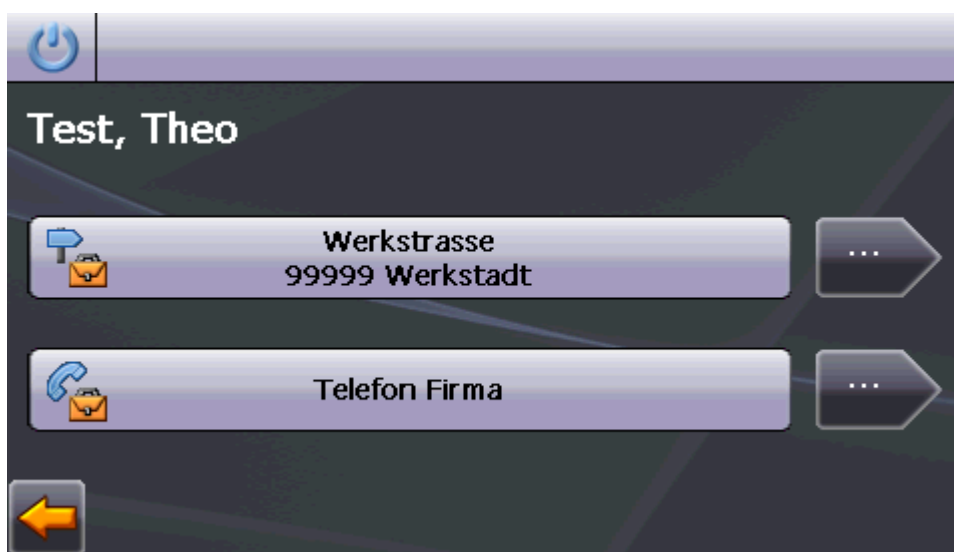 Test, Theo
Werkstrasse
99999 Werkstadt
...
Telefon Firma
...